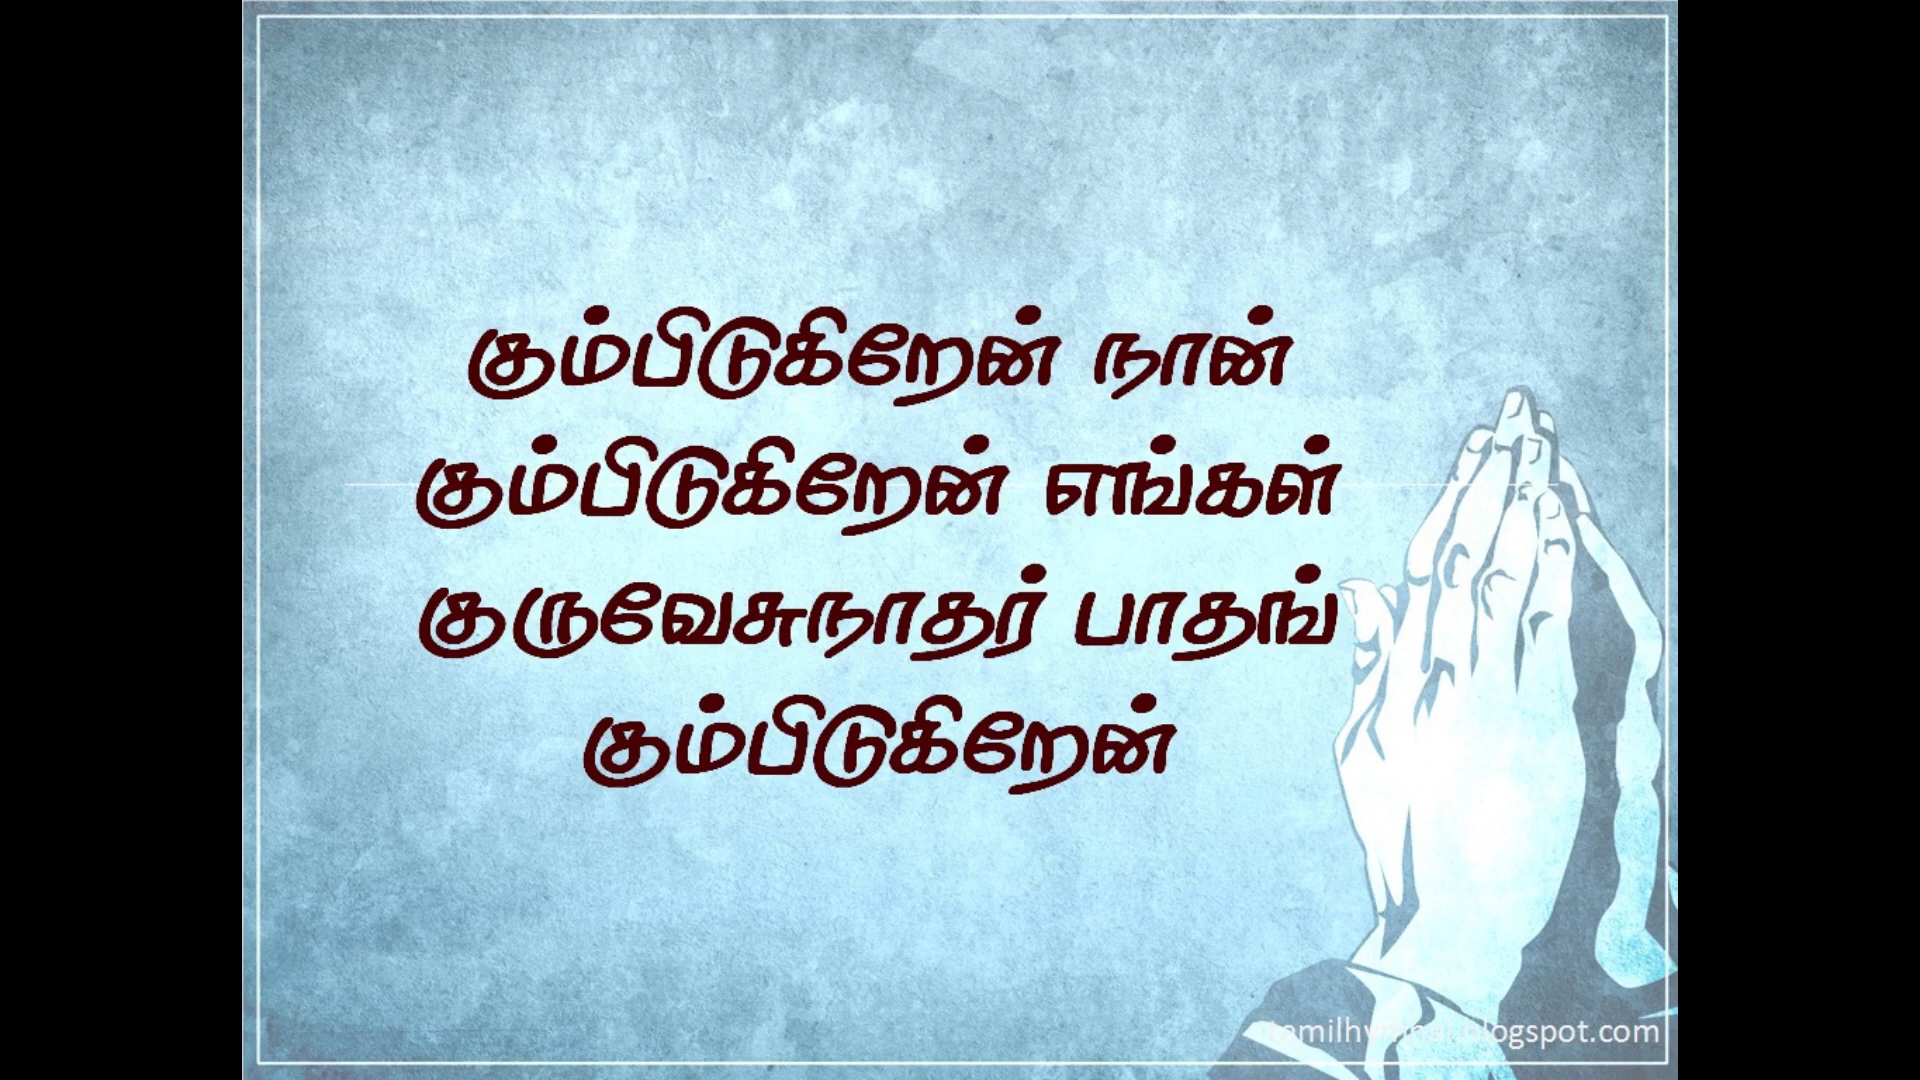 கும்பிடுகிறேன் நான்
கும்பிடுகிறேன் எங்கள்
குருவேசுநாதர் பாதங்
கும்பிடுகிறேன்